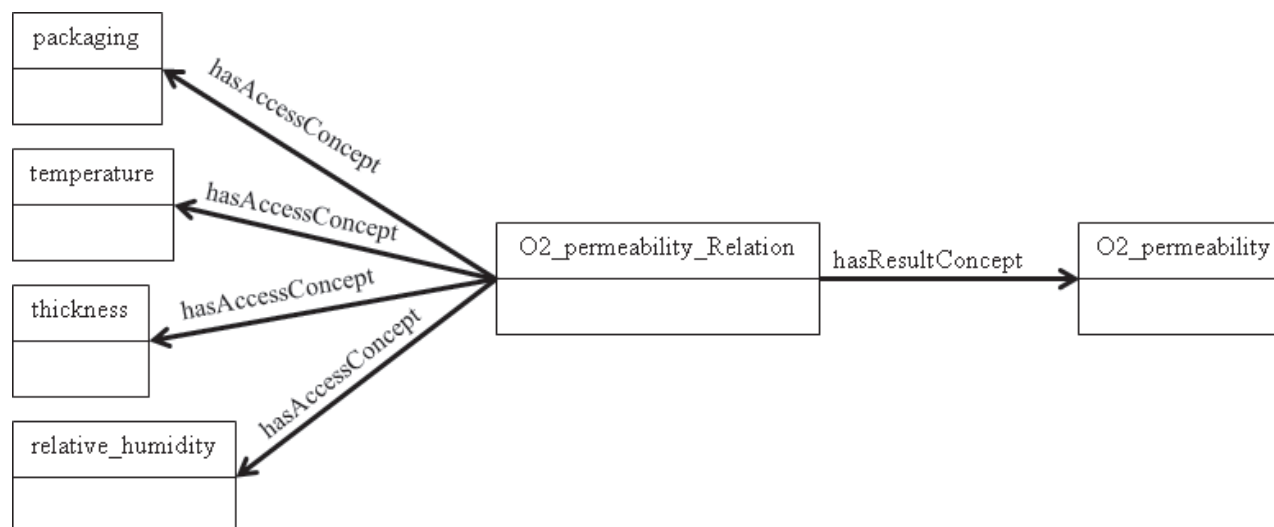 packaging
hasAccessConcept
temperature
hasAccessConcept
O2_permeability_Relation
hasResultConcept
O2_permeability
thickness
hasAccessConcept
relative_humidity
hasAccessConcept